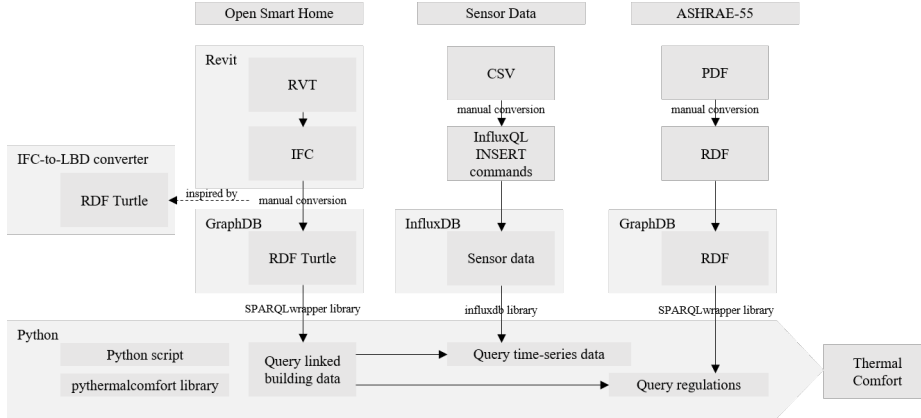 Open Smart Home
Sensor Data
ASHRAE-55
Revit
RVT
CSV
PDF
manual conversion
manual conversion
IFC
InfluxQL
INSERT
commands
RDF
IFC-to-LBD converter
RDF Turtle
inspired by
manual conversion
GraphDB
RDF Turtle
InfluxDB
Sensor data
GraphDB
RDF
SPARQLwrapper library
influxdb library
SPARQLwrapper library
Python
Python script
pythermalcomfort library
Query linked
building data
Query time-series data
Query regulations
Thermal
Comfort